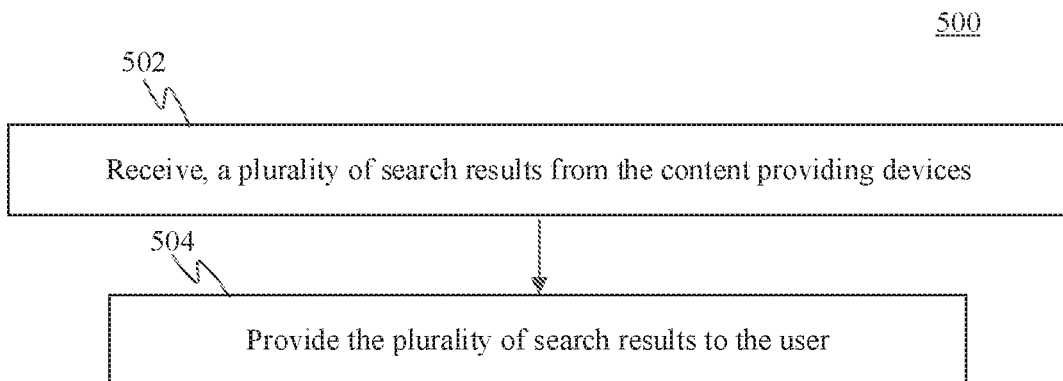 500
502
Receive, a plurality of search results from the content providing devices
504
Provide the plurality of search results to the user